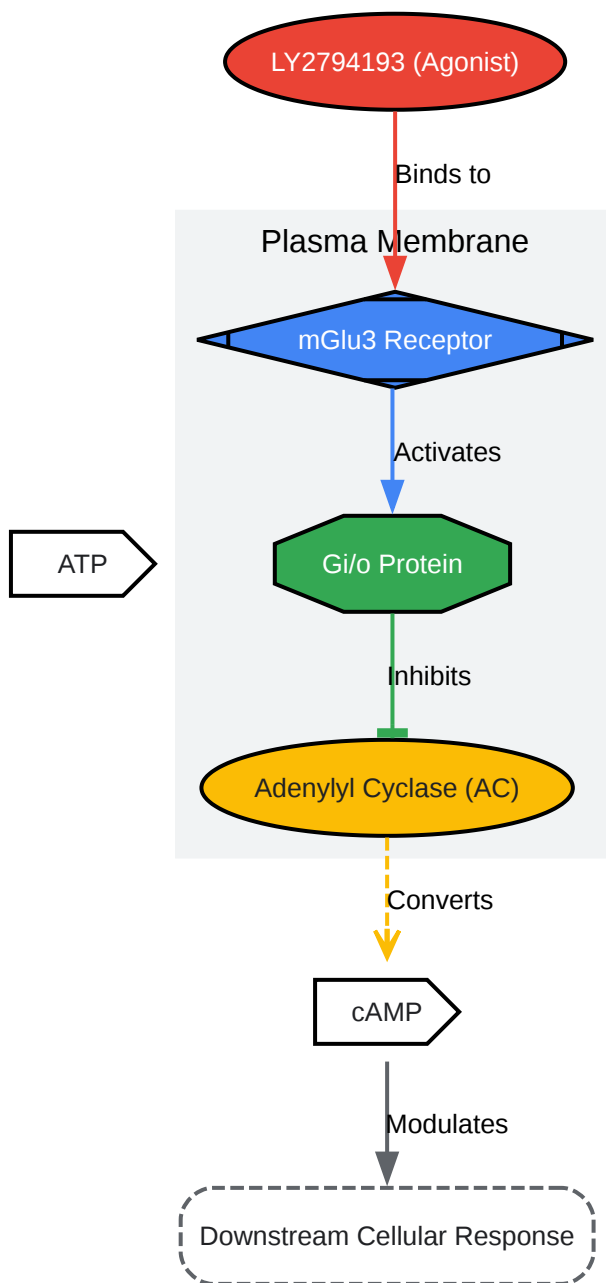 LY2794193 (Agonist)
Binds to
Plasma Membrane
mGlu3 Receptor
Activates
ATP
Gi/o Protein
Inhibits
Adenylyl Cyclase (AC)
Converts
cAMP
Modulates
Downstream Cellular Response